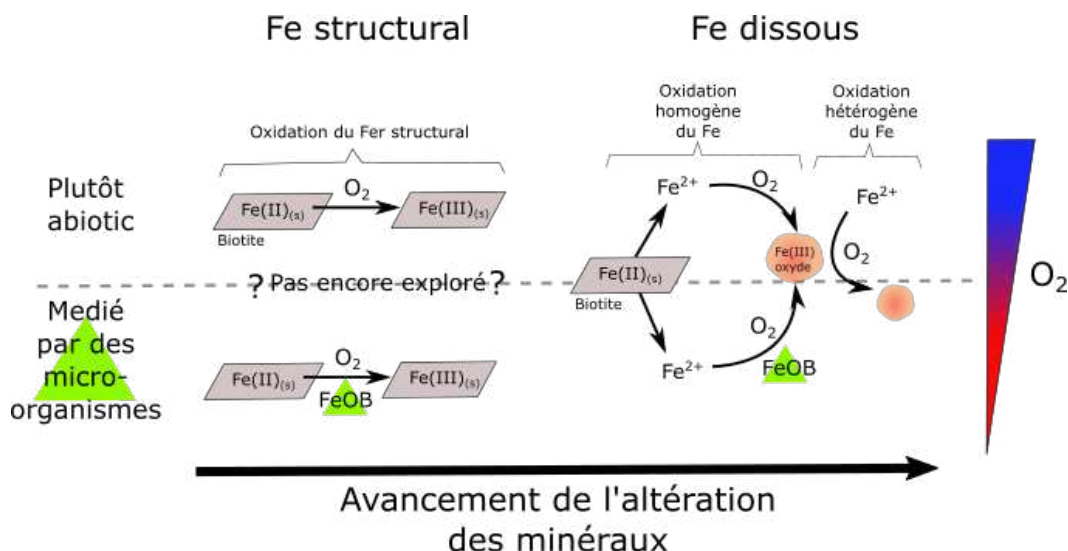 Fe structural
Fe dissous
Oxidation
homogène
du Fe
Oxidation
hétérogène
du Fe
Oxidation du Fer structural
Plutôt
abiotic
Fe(II)(s)
O2
Fe(III)(s)
Biotite
Fe2+
O2
Fe2+
Fe(III)
oxyde
O2
Fe(II)(s)
Biotite
? Pas encore exploré ?
O2
Medié
par des
micro-
organismes
Fe(II)(s)
O2
FeOB
Fe(III)(s)
Fe2+
O2
FeOB
Avancement de l'altération
des minéraux